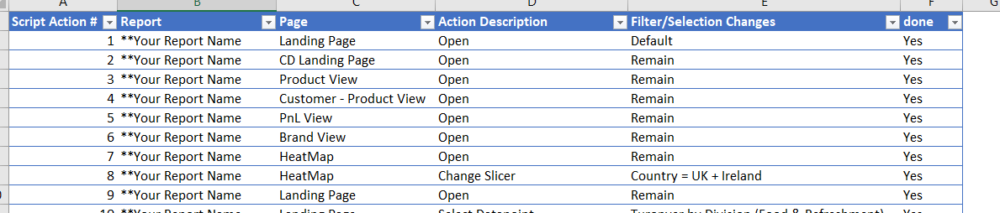 A B C D E F G
Script Action # Report Page Action Description Filter/Selection Changes done
1 **Your Report Name Landing Page Open Default Yes
2 **Your Report Name CD Landing Page Open Remain Yes
3 **Your Report Name Product View Open Remain Yes
4 **Your Report Name Customer - Product View Open Remain Yes
5 **Your Report Name PnL View Open Remain Yes
6 **Your Report Name Brand View Open Remain Yes
7 **Your Report Name HeatMap Open Remain Yes
8 **Your Report Name HeatMap Change Slicer Country = UK + Ireland Yes
9 **Your Report Name Landing Page Open Remain Yes
10 **Your Report Name Landing Page Select Datapoint Turnover by Division (Food & Refreshment) Yes